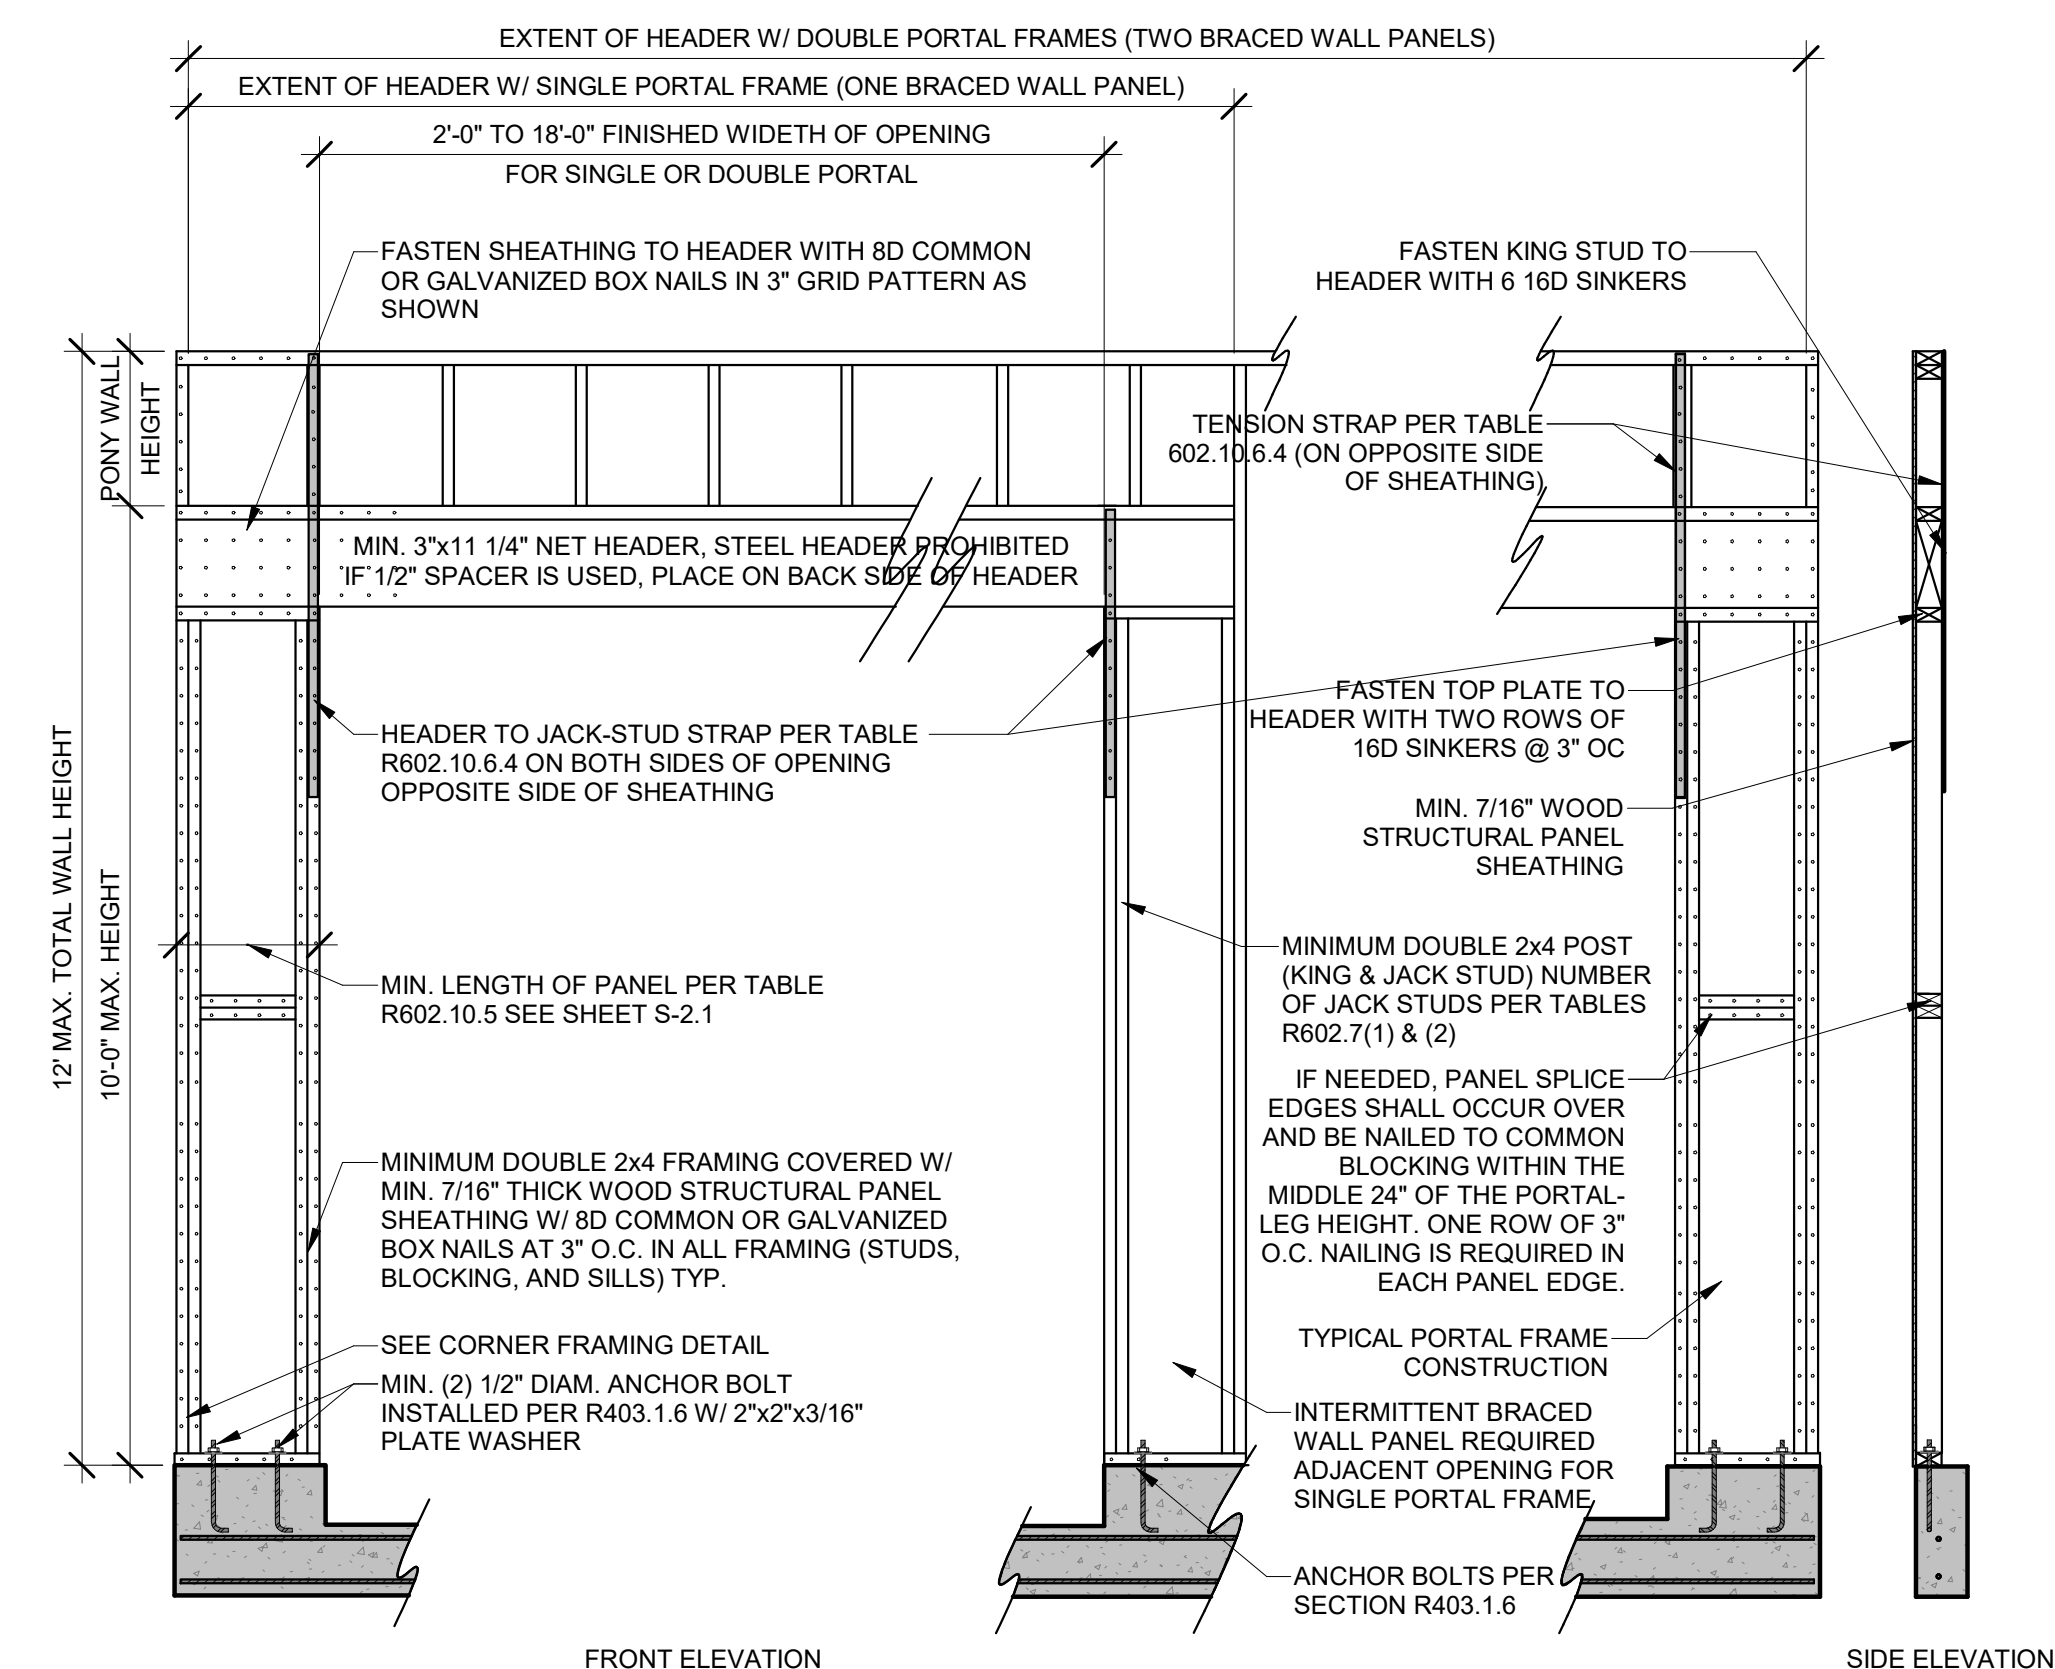 EXTENT OF HEADER W/ DOUBLE PORTAL FRAMES (TWO BRACED WALL PANELS)
EXTENT OF HEADER W/ SINGLE PORTAL FRAME (ONE BRACED WALL PANEL)
2'-0" TO 18'-0" FINISHED WIDETH OF OPENING
FOR SINGLE OR DOUBLE PORTAL
FASTEN SHEATHING TO HEADER WITH 8D COMMON
OR GALVANIZED BOX NAILS IN 3" GRID PATTERN AS
SHOWN
FASTEN KING STUD TO
HEADER WITH 6 16D SINKERS
PONY WALL
HEIGHT
TENSION STRAP PER TABLE
602.10.6.4 (ON OPPOSITE SIDE
OF SHEATHING)
MIN. 3"x11 1/4" NET HEADER, STEEL HEADER PROHIBITED
IF 1/2" SPACER IS USED, PLACE ON BACK SIDE OF HEADER
12' MAX. TOTAL WALL HEIGHT
10'-0" MAX. HEIGHT
HEADER TO JACK-STUD STRAP PER TABLE
R602.10.6.4 ON BOTH SIDES OF OPENING
OPPOSITE SIDE OF SHEATHING
FASTEN TOP PLATE TO
HEADER WITH TWO ROWS OF
16D SINKERS @ 3" OC
MIN. 7/16" WOOD
STRUCTURAL PANEL
SHEATHING
MIN. LENGTH OF PANEL PER TABLE
R602.10.5 SEE SHEET S-2.1
MINIMUM DOUBLE 2x4 POST
(KING & JACK STUD) NUMBER
OF JACK STUDS PER TABLES
R602.7(1) & (2)
IF NEEDED, PANEL SPLICE
EDGES SHALL OCCUR OVER
AND BE NAILED TO COMMON
BLOCKING WITHIN THE
MIDDLE 24" OF THE PORTAL-
LEG HEIGHT. ONE ROW OF 3"
O.C. NAILING IS REQUIRED IN
EACH PANEL EDGE.
MINIMUM DOUBLE 2x4 FRAMING COVERED W/
MIN. 7/16" THICK WOOD STRUCTURAL PANEL
SHEATHING W/ 8D COMMON OR GALVANIZED
BOX NAILS AT 3" O.C. IN ALL FRAMING (STUDS,
BLOCKING, AND SILLS) TYP.
SEE CORNER FRAMING DETAIL
MIN. (2) 1/2" DIAM. ANCHOR BOLT
INSTALLED PER R403.1.6 W/ 2"x2"x3/16"
PLATE WASHER
TYPICAL PORTAL FRAME
CONSTRUCTION
INTERMITTENT BRACED
WALL PANEL REQUIRED
ADJACENT OPENING FOR
SINGLE PORTAL FRAME
ANCHOR BOLTS PER
SECTION R403.1.6
FRONT ELEVATION
SIDE ELEVATION